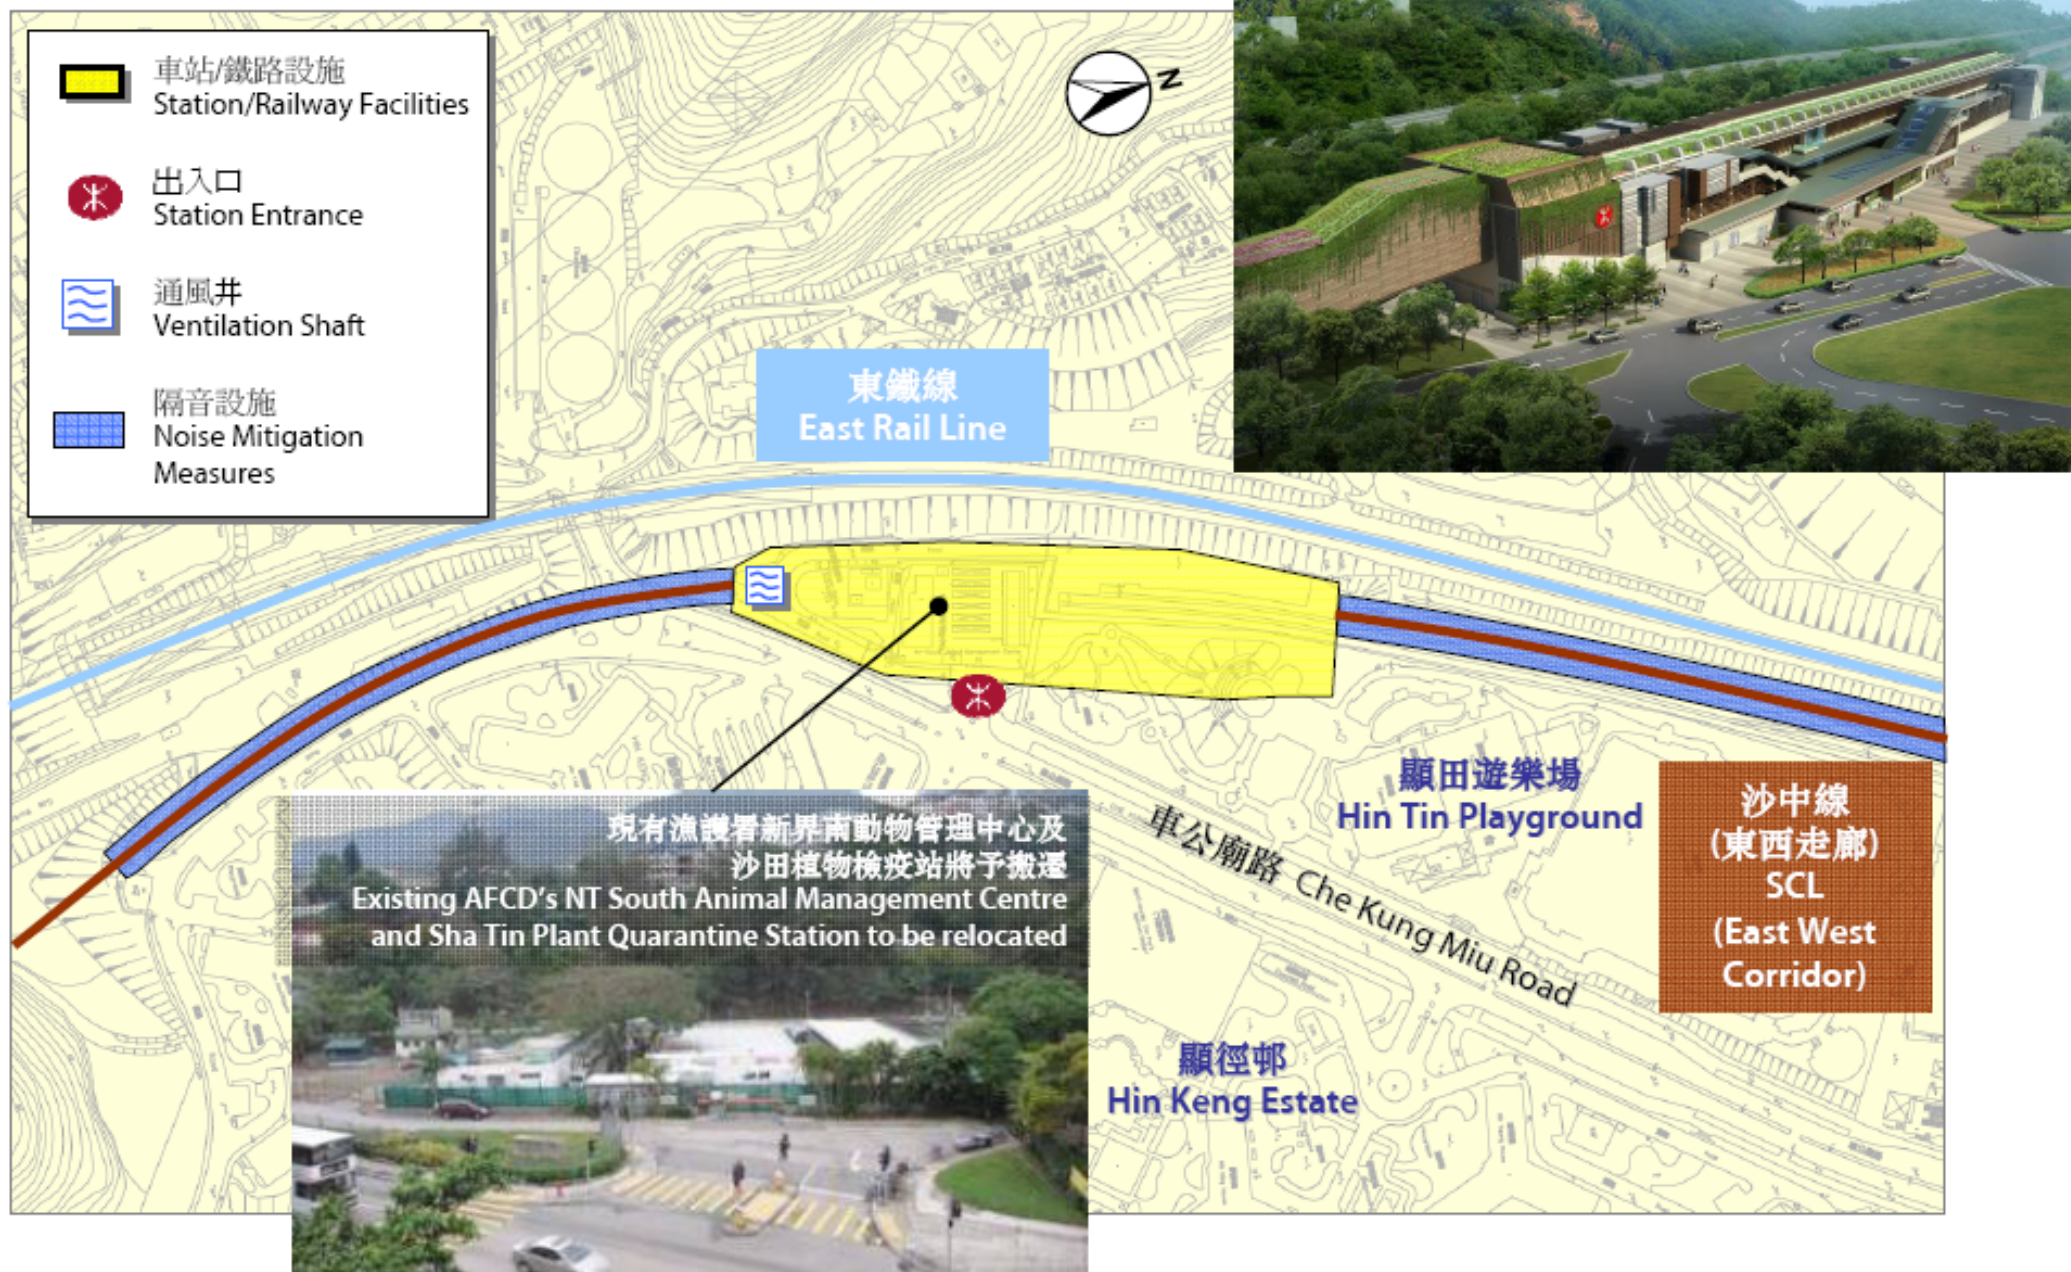 車站/鐵路設施
Station/Railway Facilities
出入口
Station Entrance
通風井
Ventilation Shaft
隔音設施
Noise Mitigation
Measures
N
東鐵線
East Rail Line
顯田遊樂場
Hin Tin Playground
沙中線
(東西走廊)
SCL
(East West
Corridor)
車公廟路 Che Kung Miu Road
現有漁護署新界南動物管理中心及
沙田植物檢疫站將予搬遷
Existing AFCD's NT South Animal Management Centre
and Sha Tin Plant Quarantine Station to be relocated
顯徑邨
Hin Keng Estate